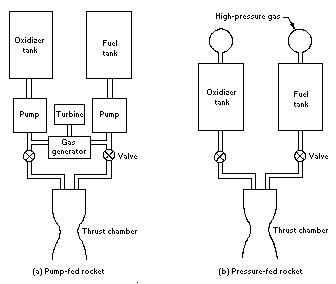 High-pressure gas
Oxidizer
tank
Fuel
tank
Pump
Turbine
Pump
Gas
generator
Valve
Thrust chamber
(a) Pump-fed rocket
Oxidizer
tank
Fuel
tank
Valve
Thrust chamber
(b) Pressure-fed rocket